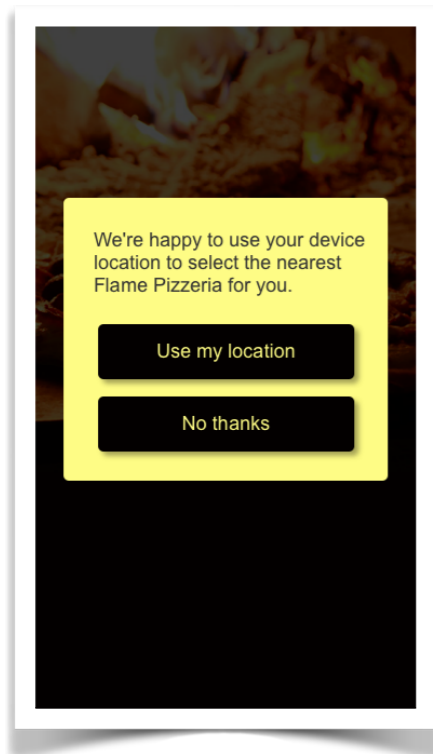 We're happy to use your device
location to select the nearest
Flame Pizzeria for you.
Use my location
No thanks